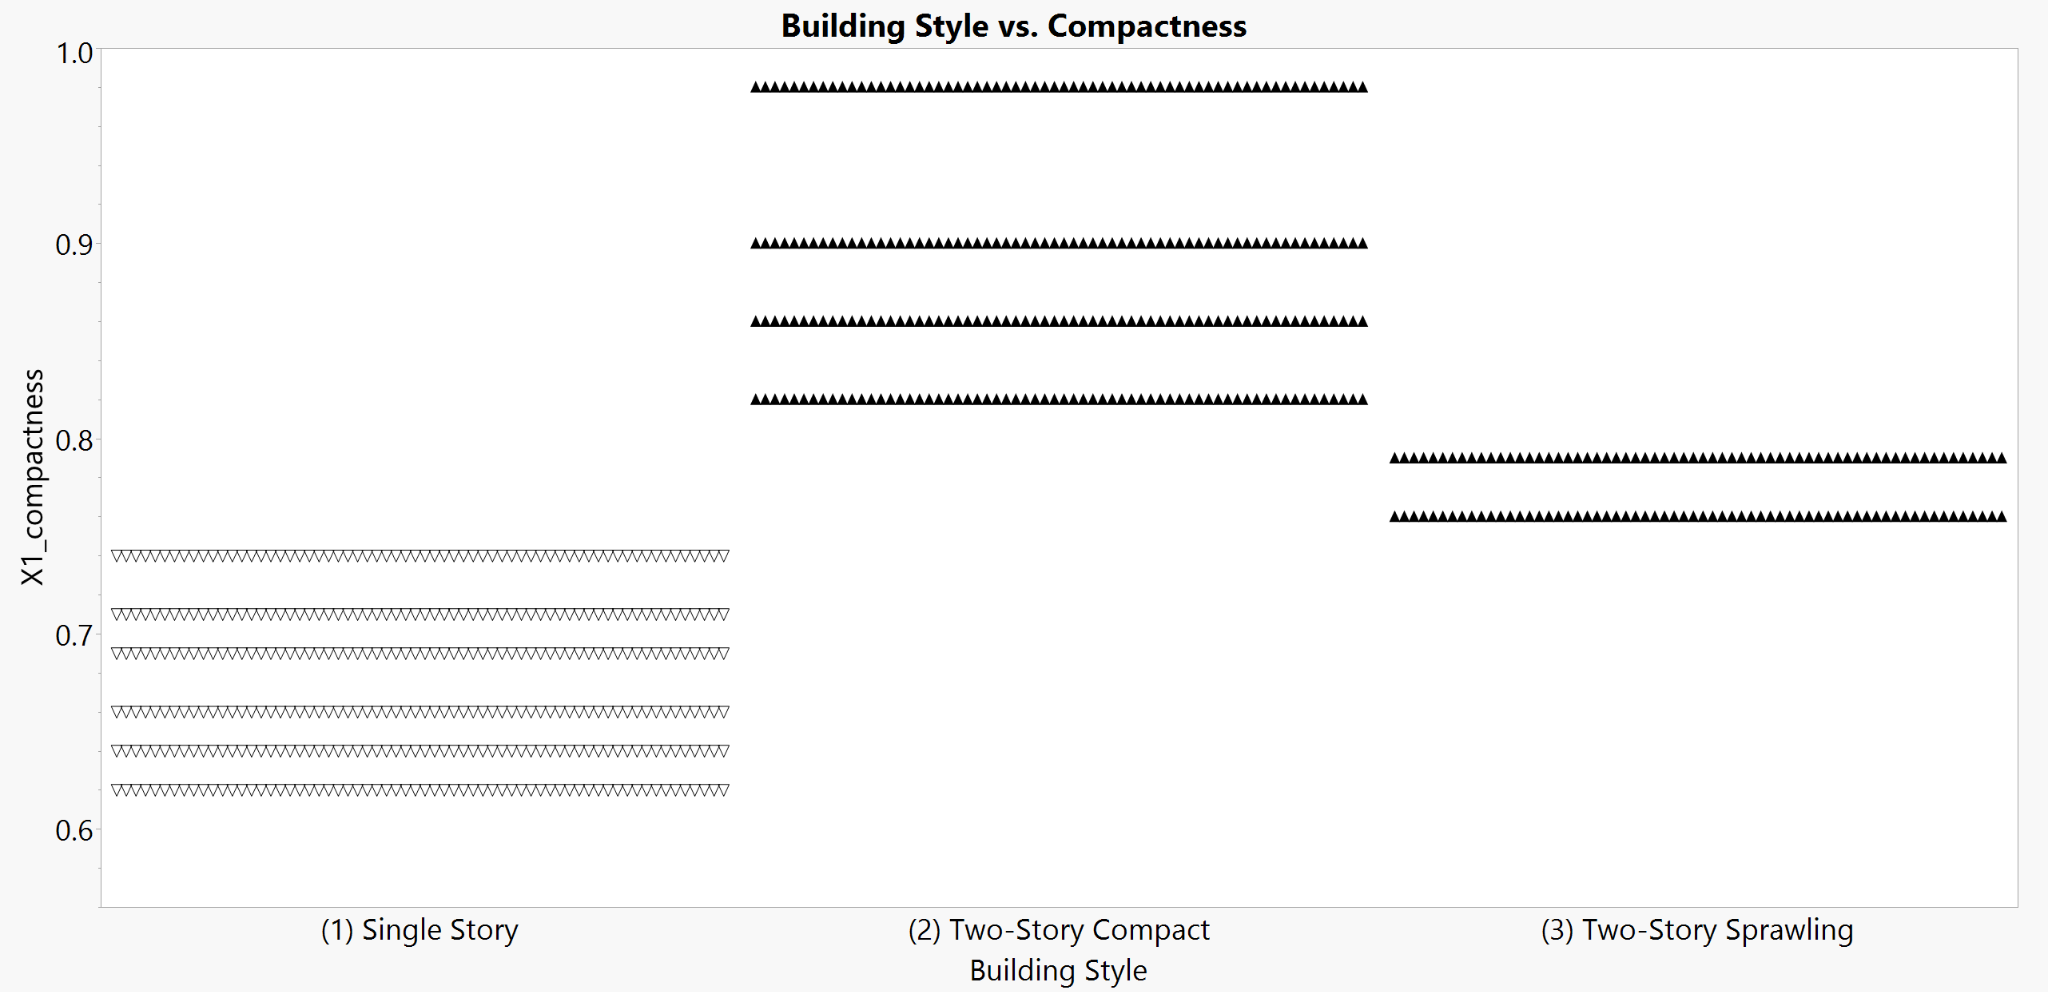 Building Style vs. Compactness
1.0
0.9
0.8
0.7
0.6
X1_compactness
(1) Single Story
(2) Two-Story Compact
(3) Two-Story Sprawling
Building Style